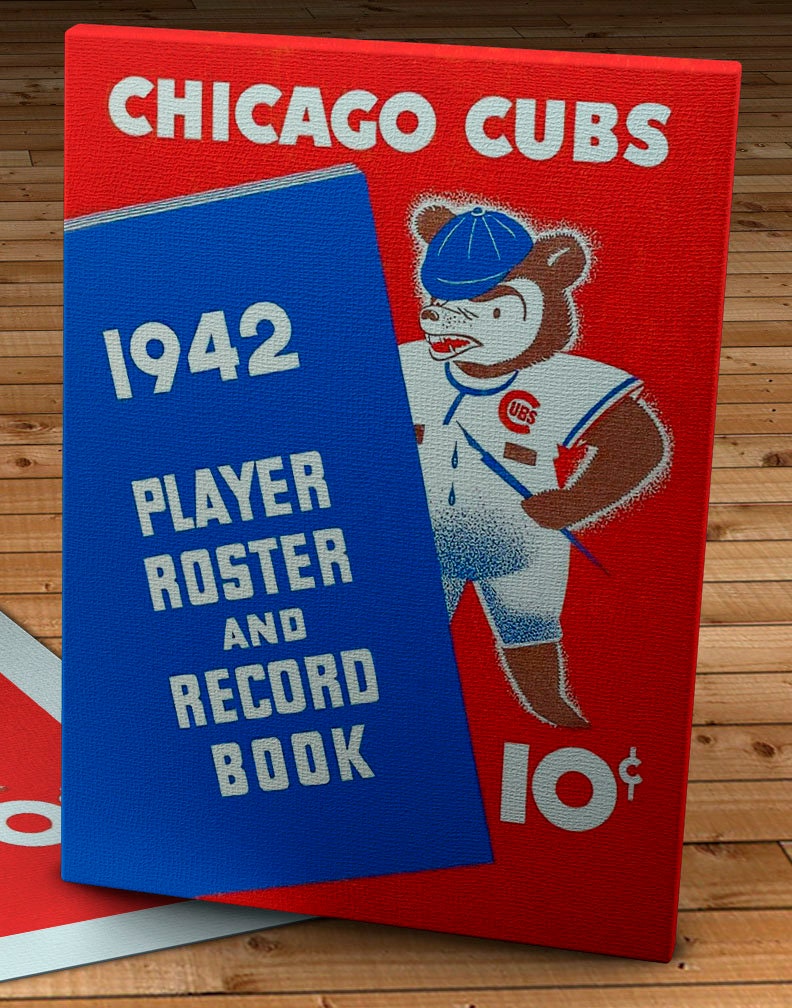 CHICAGO CUBS
1942
PLAYER
ROSTER
AND
RECORD
BOOK
CUBS
10¢